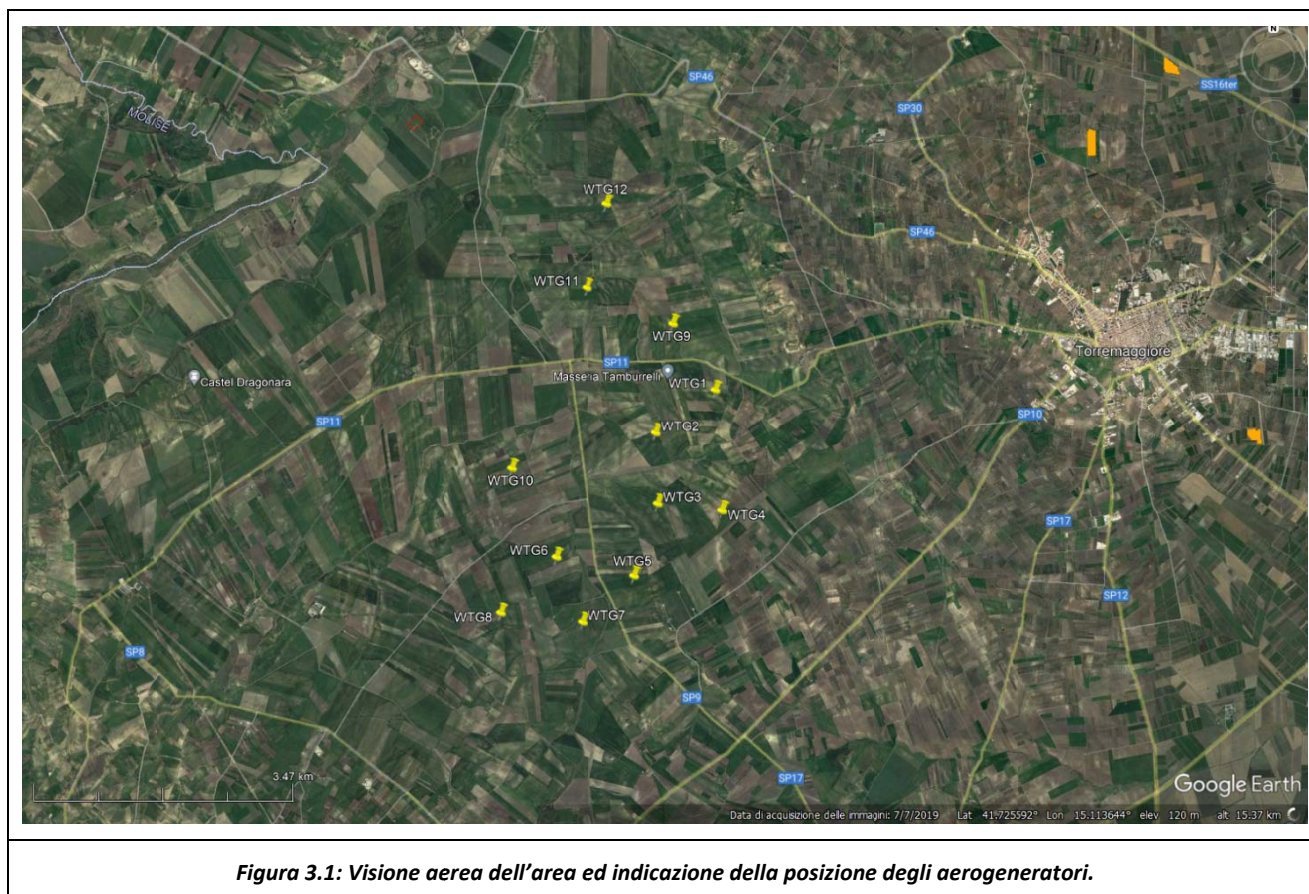 N
SP46
SS16ter
SP30
MOLISE
WTG12
SP46
WTG11
WTG9
Torremaggiore
SP11
Masseria Tamburrelli
WTG1
Castel Dragonara
SP10
SP11
WTG2
WTG10
WTG3
WTG4
SP17
WTG6
WTG5
SP12
WTG8
WTG7
SP8
SP9
3.47 km
SP17
Google Earth
Data di acquisizione delle immagini: 7/7/2019 Lat 41.725592° Lon 15.113644° elev 120 m alt 15.37 km
Figura 3.1: Visione aerea dell'area ed indicazione della posizione degli aerogeneratori.